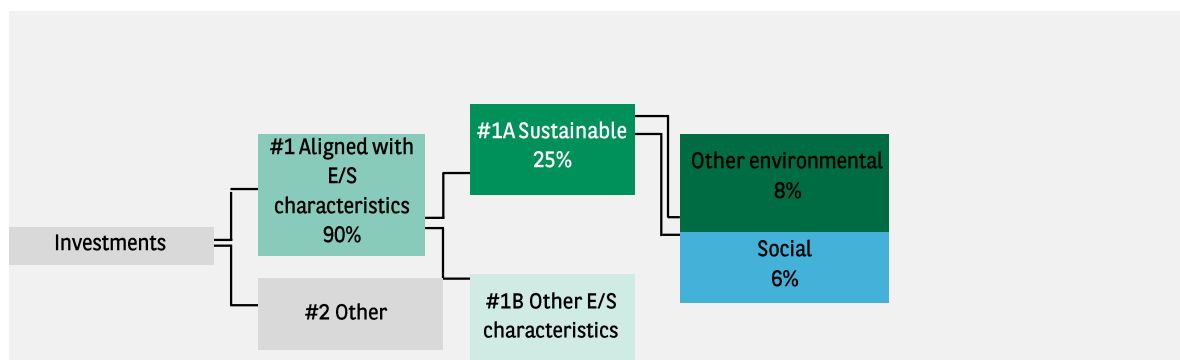 Investments
#1 Aligned with
E/S
characteristics
90%
#2 Other
#1A Sustainable
25%
#1B Other E/S
characteristics
Other environmental
8%
Social
6%